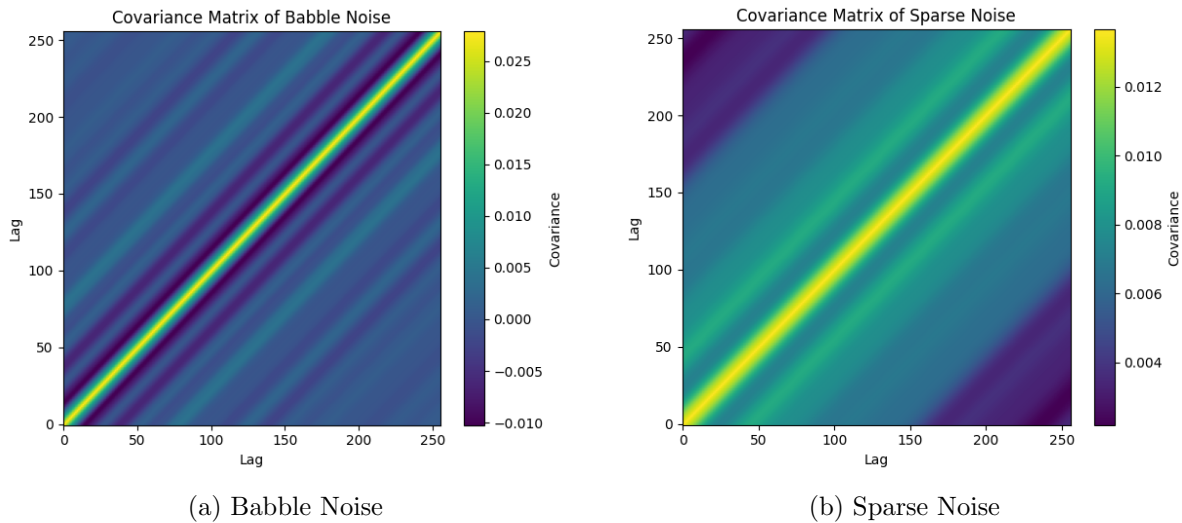 Covariance Matrix of Babble Noise
250
200
150
100
50
0
Lag
0 50 100 150 200 250
Lag
0.025
0.020
0.015
0.010
0.005
0.000
−0.005
−0.010
Covariance
(a) Babble Noise
Covariance Matrix of Sparse Noise
250
200
150
100
50
0
Lag
0 50 100 150 200 250
Lag
0.012
0.010
0.008
0.006
0.004
Covariance
(b) Sparse Noise